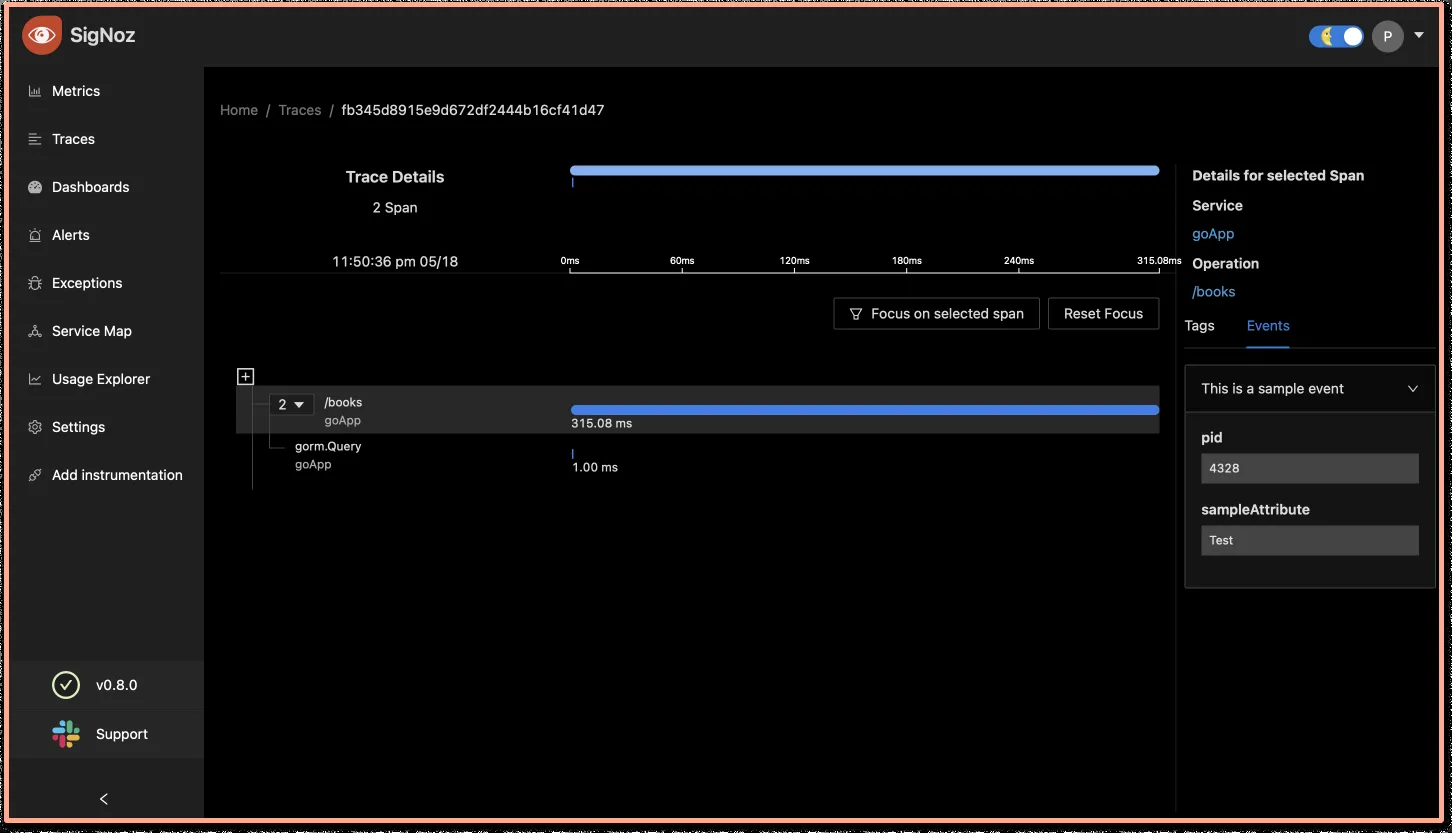 SigNoz
P
Metrics
Traces
Dashboards
Alerts
Exceptions
Service Map
Usage Explorer
Settings
Add instrumentation
v0.8.0
Support
Home / Traces / fb345d8915e9d672df2444b16cf41d47
Trace Details
2 Span
11:50:36 pm 05/18
0ms 60ms 120ms 180ms 240ms 315.08ms
Focus on selected span
Reset Focus
2
/books
goApp
315.08 ms
gorm.Query
goApp
1.00 ms
Details for selected Span
Service
goApp
Operation
/books
Tags Events
This is a sample event
pid
4328
sampleAttribute
Test